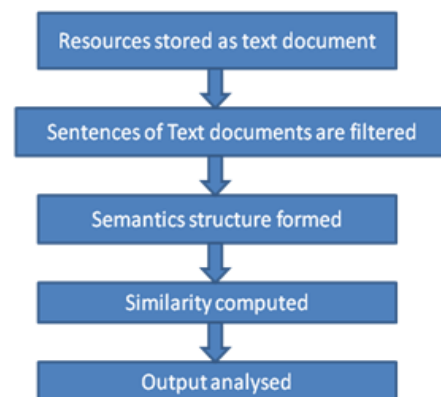 Resources stored as text document
Sentences of Text documents are filtered
Semantics structure formed
Similarity computed
Output analysed